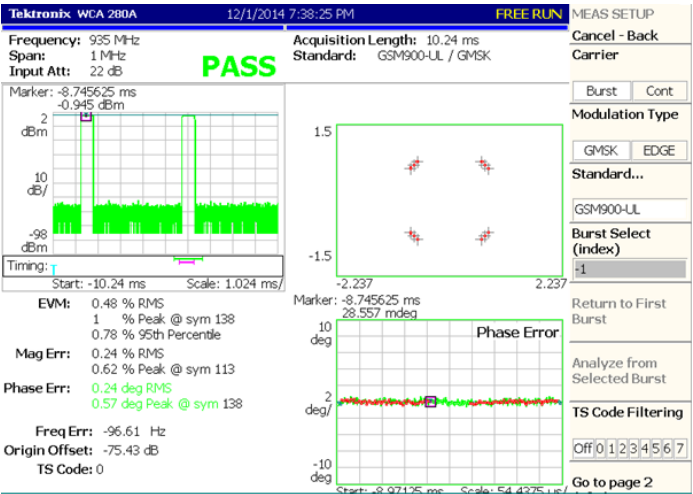 Tektronix WCA 280A 12/1/2014 7:38:25 PM FREE RUN
MEAS SETUP
Cancel - Back
Frequency: 935 MHz
Span: 1 MHz
Input Att: 22 dB
PASS
Acquisition Length: 10.24 ms
Standard: GSM900-UL / GMSK
Marker: -8.745625 ms
-0.945 dBm
2
dBm
10
dB/
-98
dBm
Timing:
Start: -10.24 ms Scale: 1.024 ms/
1.5
-1.5
-2.237 2.237
EVM: 0.48 % RMS
1 % Peak @ sym 138
0.78 % 95th Percentile
Mag Err: 0.24 % RMS
0.62 % Peak @ sym 113
Phase Err: 0.24 deg RMS
0.57 deg Peak @ sym 138
Freq Err: -96.61 Hz
Origin Offset: -75.43 dB
TS Code: 0
Marker: -8.745625 ms
28.557 mdeg
10
deg
Phase Error
2
deg/
-10
deg
Start: -8.97125 ms Scale: 54.4375 us/
Carrier
Burst Cont
Modulation Type
GMSK EDGE
Standard...
GSM900-UL
Burst Select
(index)
-1
Return to First
Burst
Analyze from
Selected Burst
TS Code Filtering
Off 0 1 2 3 4 5 6 7
Go to page 2